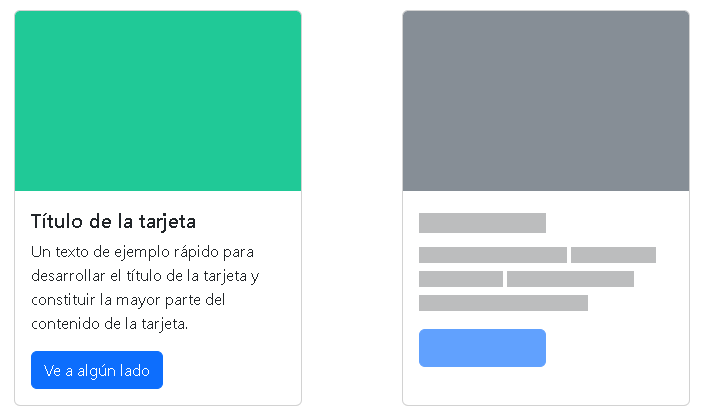 Título de la tarjeta
Un texto de ejemplo rápido para
desarrollar el título de la tarjeta y
constituir la mayor parte del
contenido de la tarjeta.
Ve a algún lado